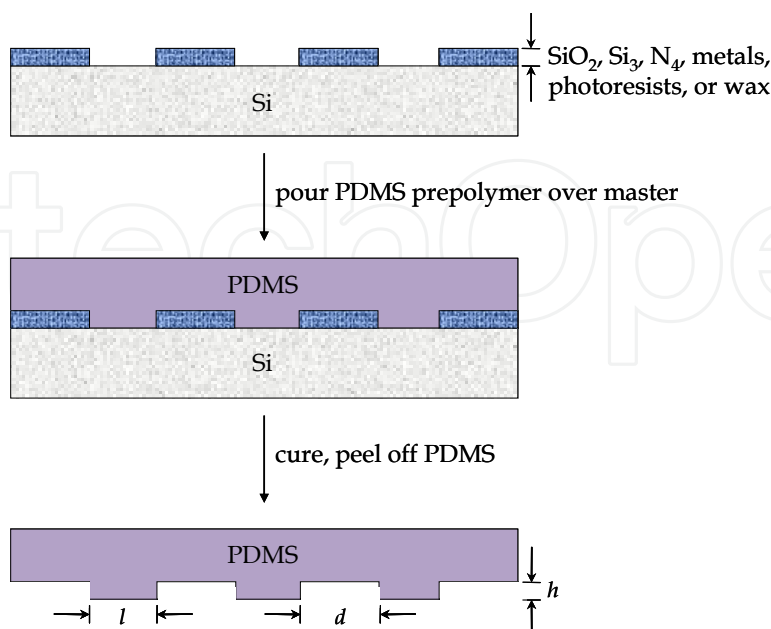 SiO₂, Si₃, N₄, metals,
photoresists, or wax
Si
pour PDMS prepolymer over master
techOpe
PDMS
Si
cure, peel off PDMS
PDMS
h
l
d